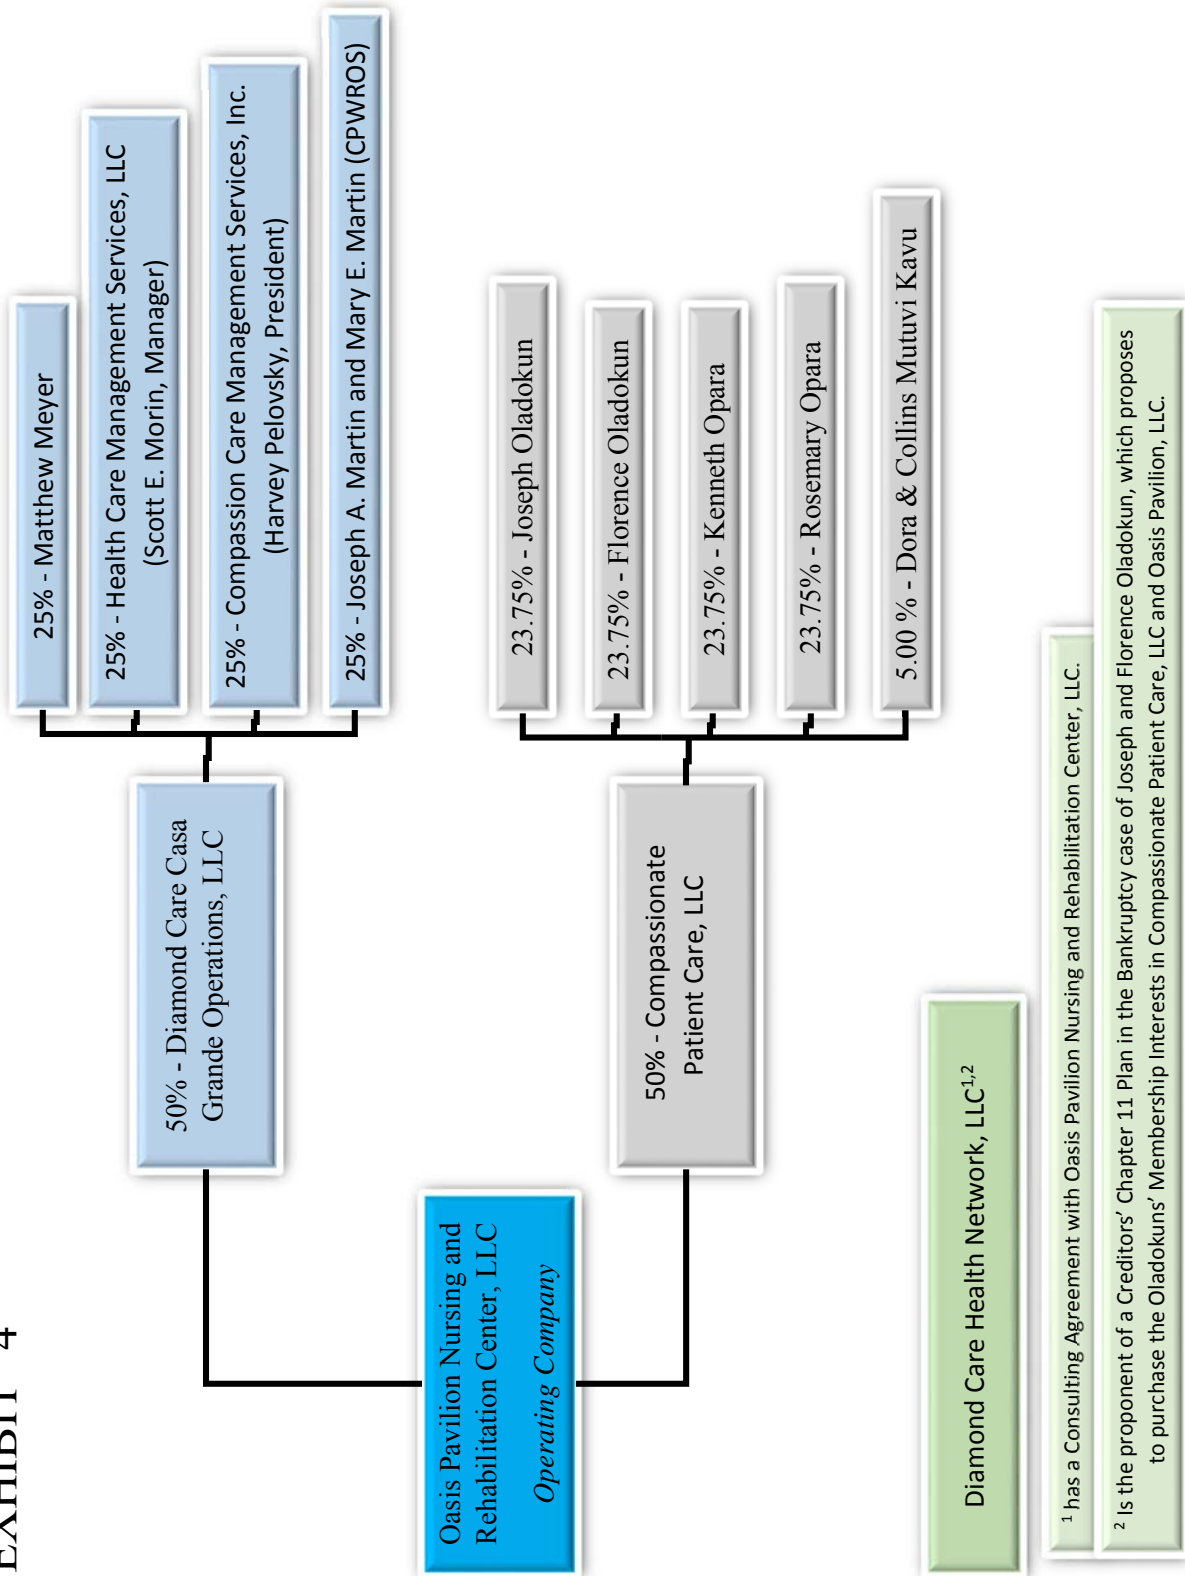 EXHIBIT 4
Oasis Pavilion Nursing and
Rehabilitation Center, LLC
Operating Company
50% - Diamond Care Casa
Grande Operations, LLC
25% - Matthew Meyer
25% - Health Care Management Services, LLC
(Scott E. Morin, Manager)
25% - Compassion Care Management Services, Inc.
(Harvey Pelovsky, President)
25% - Joseph A. Martin and Mary E. Martin (CPWROS)
50% - Compassionate
Patient Care, LLC
23.75% - Joseph Oladokun
23.75% - Florence Oladokun
23.75% - Kenneth Opara
23.75% - Rosemary Opara
5.00 % - Dora & Collins Mutuvi Kavu
Diamond Care Health Network, LLC1,2
1 has a Consulting Agreement with Oasis Pavilion Nursing and Rehabilitation Center, LLC.
2 Is the proponent of a Creditors’ Chapter 11 Plan in the Bankruptcy case of Joseph and Florence Oladokun, which proposes
to purchase the Oladokuns’ Membership Interests in Compassionate Patient Care, LLC and Oasis Pavilion, LLC.